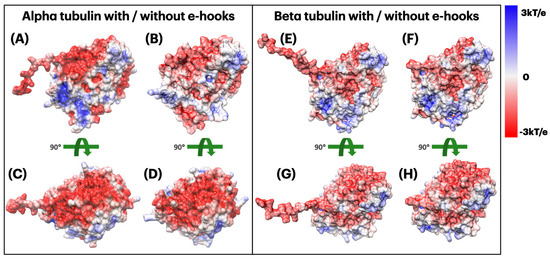 Alpha tubulin with / without e-hooks
Beta tubulin with / without e-hooks
3kT/e
(A)
(B)
(E)
(F)
0
-3kT/e
90°
90°
90°
90°
(C)
(D)
(G)
(H)